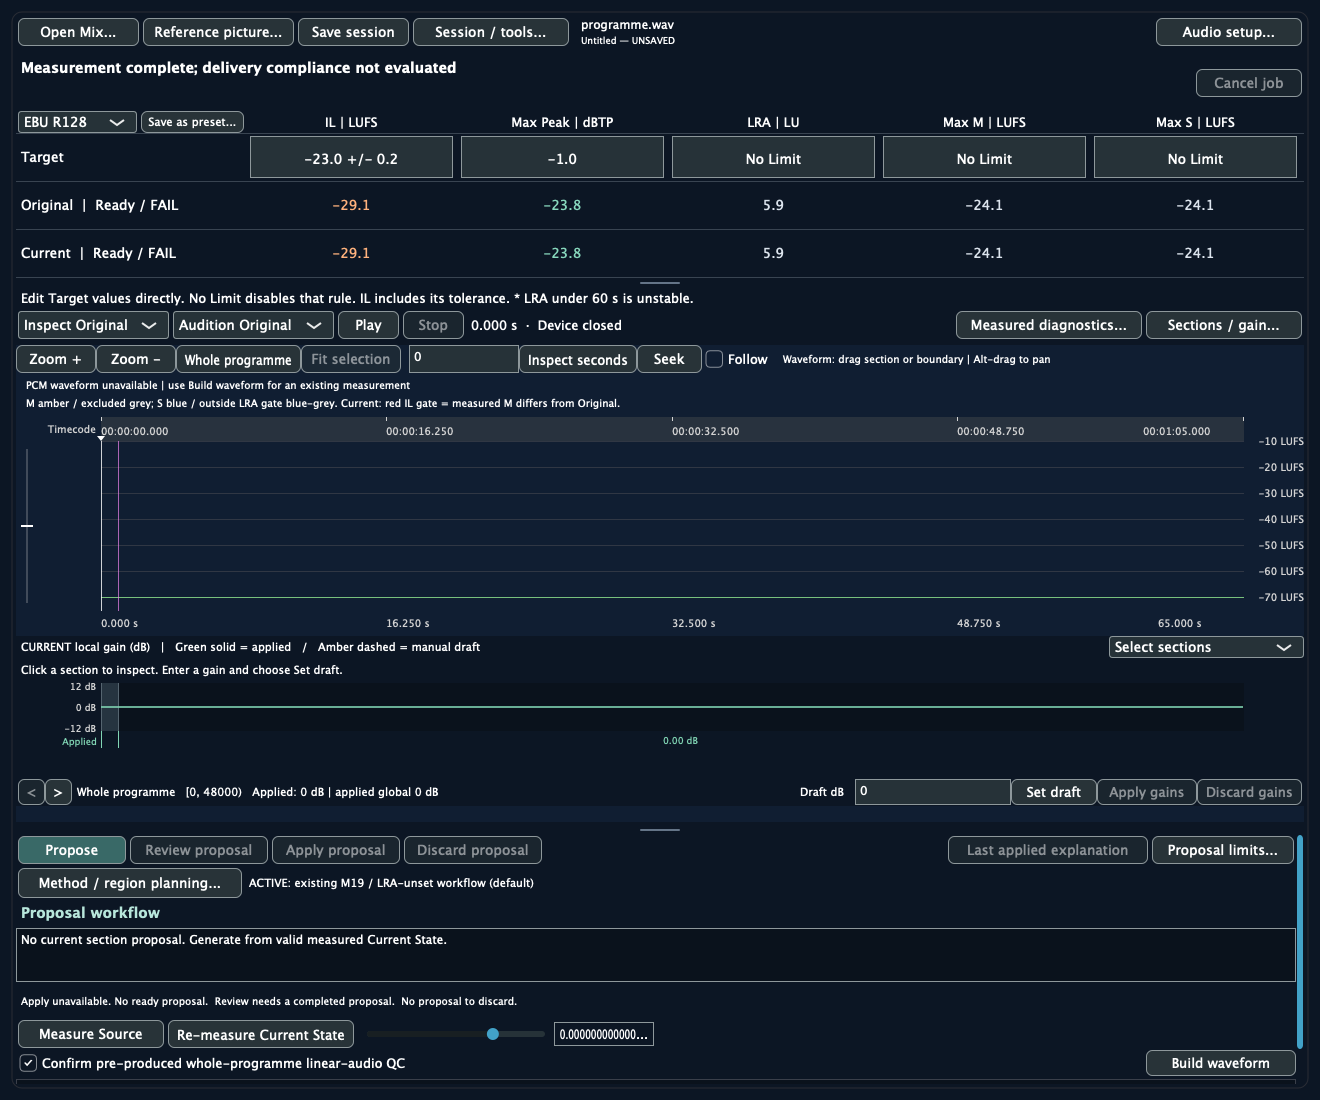 Open Mix...
Reference picture...
Save session
Session / tools...
programme.wav
Untitled — UNSAVED
Audio setup...
Measurement complete; delivery compliance not evaluated
Cancel job
EBU R128
Save as preset...
IL | LUFS
Max Peak | dBTP
LRA | LU
Max M | LUFS
Max S | LUFS
Target
-23.0 +/- 0.2
-1.0
No Limit
No Limit
No Limit
Original | Ready / FAIL
-29.1
-23.8
5.9
-24.1
-24.1
Current | Ready / FAIL
-29.1
-23.8
5.9
-24.1
-24.1
Edit Target values directly. No Limit disables that rule. IL includes its tolerance. * LRA under 60 s is unstable.
Inspect Original
Audition Original
Play
Stop
0.000 s · Device closed
Measured diagnostics...
Sections / gain...
Zoom +
Zoom -
Whole programme
Fit selection
0
Inspect seconds
Seek
Follow
Waveform: drag section or boundary | Alt-drag to pan
PCM waveform unavailable | use Build waveform for an existing measurement
M amber / excluded grey; S blue / outside LRA gate blue-grey. Current: red IL gate = measured M differs from Original.
Timecode
00:00:00.000
00:00:16.250
00:00:32.500
00:00:48.750
00:01:05.000
-10 LUFS
-20 LUFS
-30 LUFS
-40 LUFS
-50 LUFS
-60 LUFS
-70 LUFS
0.000 s
16.250 s
32.500 s
48.750 s
65.000 s
CURRENT local gain (dB) | Green solid = applied / Amber dashed = manual draft
Select sections
Click a section to inspect. Enter a gain and choose Set draft.
12 dB
0 dB
-12 dB
Applied
0.00 dB
<
>
Whole programme [0, 48000) Applied: 0 dB | applied global 0 dB
Draft dB
0
Set draft
Apply gains
Discard gains
Propose
Review proposal
Apply proposal
Discard proposal
Last applied explanation
Proposal limits...
Method / region planning...
ACTIVE: existing M19 / LRA-unset workflow (default)
Proposal workflow
No current section proposal. Generate from valid measured Current State.
Apply unavailable. No ready proposal. Review needs a completed proposal. No proposal to discard.
Measure Source
Re-measure Current State
0.000000000000...
Confirm pre-produced whole-programme linear-audio QC
Build waveform